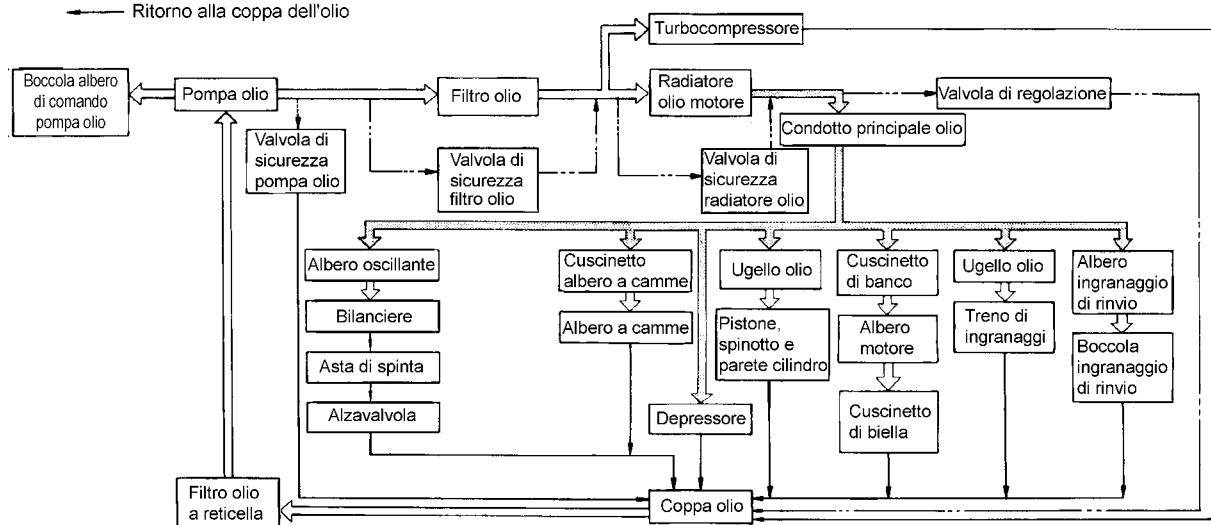 Ritorno alla coppa dell'olio
Turbocompressore
Boccola albero
di comando
pompa olio
Pompa olio
Filtro olio
Radiatore
olio motore
Valvola di regolazione
Condotto principale olio
Valvola di
sicurezza
pompa olio
Valvola di
sicurezza
filtro olio
Valvola di
sicurezza
radiatore olio
Albero oscillante
Cuscinetto
albero a camme
Ugello olio
Cuscinetto
di banco
Ugello olio
Albero
ingranaggio
di rinvio
Bilanciere
Albero a camme
Pistone,
spinotto e
parete cilindro
Albero
motore
Treno di
ingranaggi
Boccola
ingranaggio
di rinvio
Asta di spinta
Alzavalvola
Depressore
Cuscinetto
di biella
Filtro olio
a reticella
Coppa olio